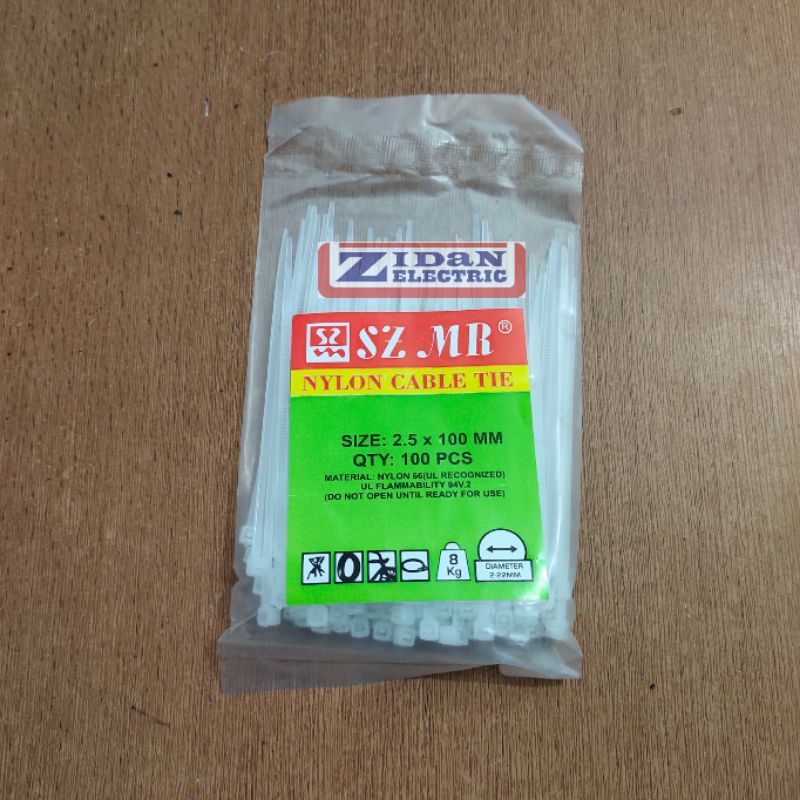 ZIDaN
ELECTRIC
SZ
SZ MR®
NYLON CABLE TIE
SIZE: 2.5 x 100 MM
QTY: 100 PCS
MATERIAL: NYLON 66(UL RECOGNIZED)
UL FLAMMABILITY 94V.2
(DO NOT OPEN UNTIL READY FOR USE)
8
Kg
DIAMETER
2-22MM